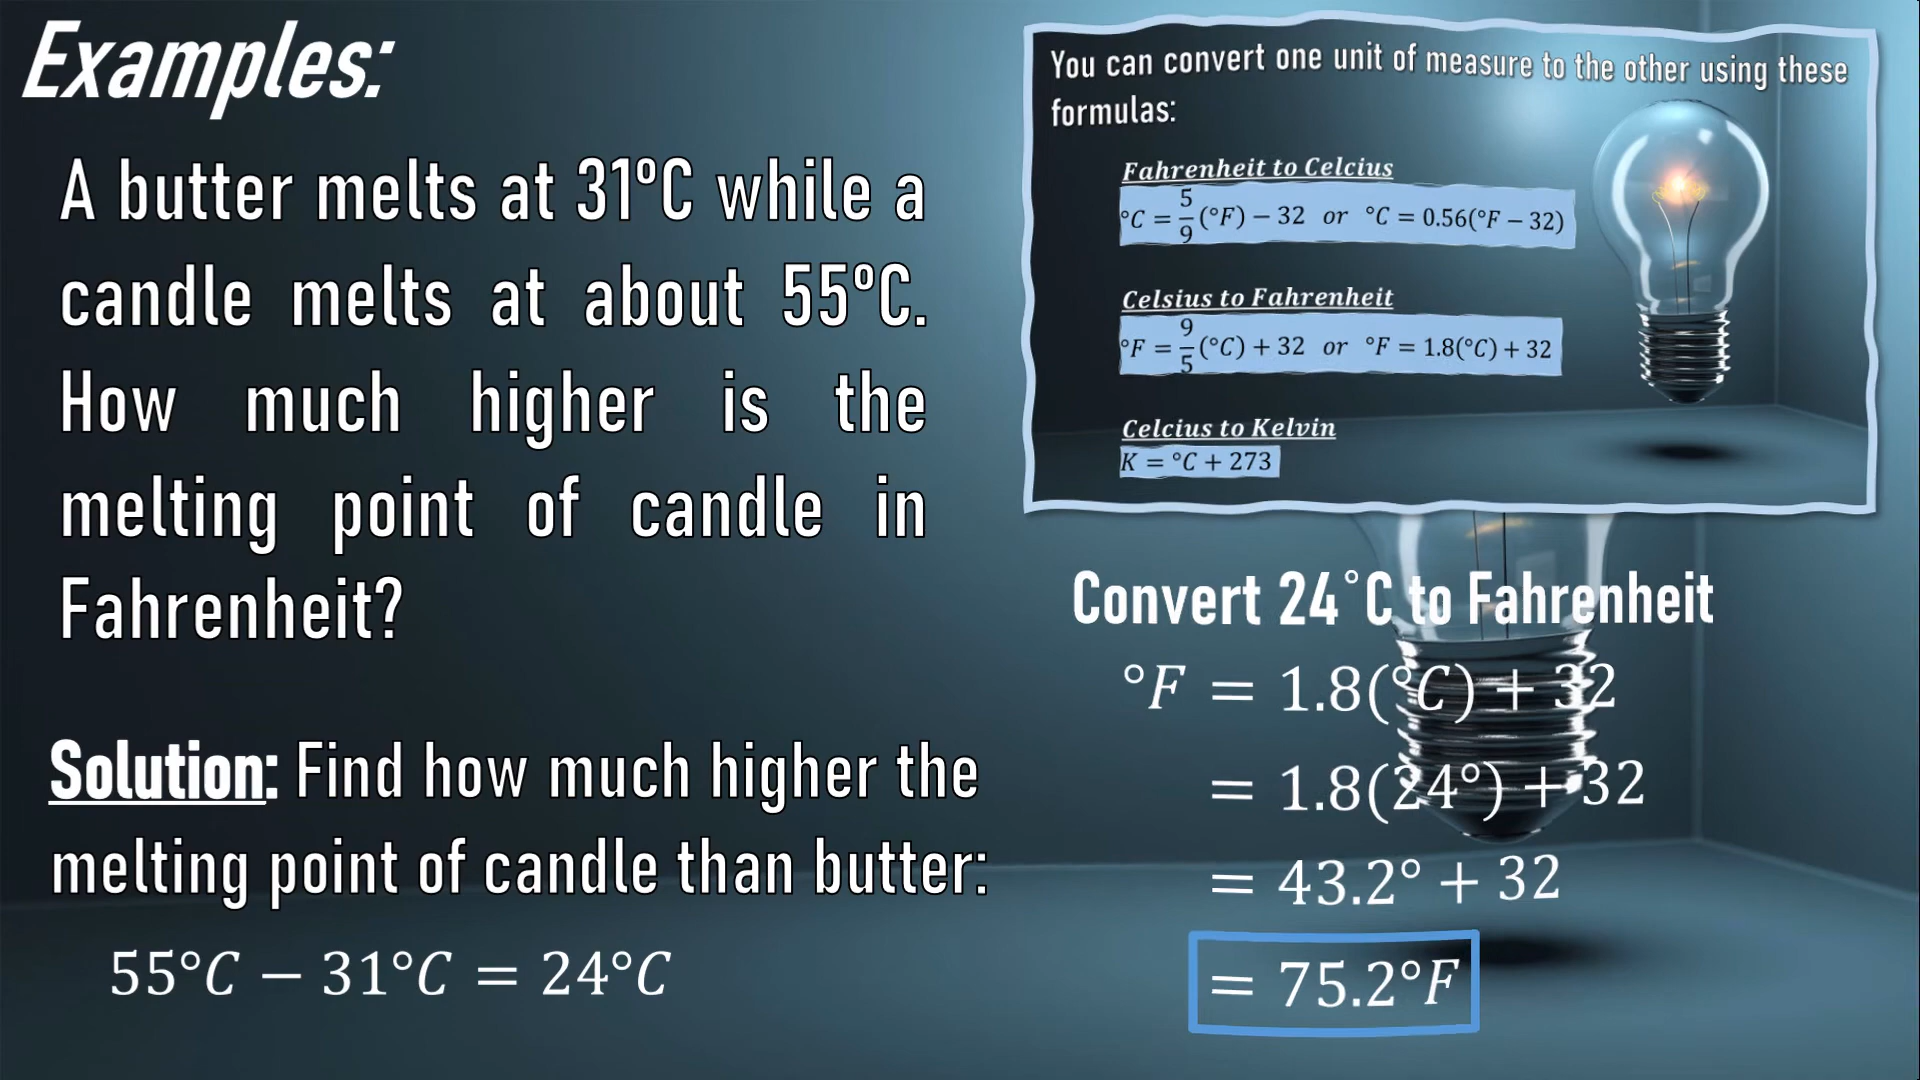 Examples:
A butter melts at 31ºC while a
candle melts at about 55ºC.
How much higher is the
melting point of candle in
Fahrenheit?
Solution: Find how much higher the
melting point of candle than butter:
55°C − 31°C = 24°C
You can convert one unit of measure to the other using these
formulas:
Fahrenheit to Celcius
°C = 5/9 (°F) − 32 or °C = 0.56(°F − 32)
Celsius to Fahrenheit
°F = 9/5 (°C) + 32 or °F = 1.8(°C) + 32
Celcius to Kelvin
K = °C + 273
Convert 24°C to Fahrenheit
°F = 1.8(°C) + 32
= 1.8(24°) + 32
= 43.2° + 32
= 75.2°F